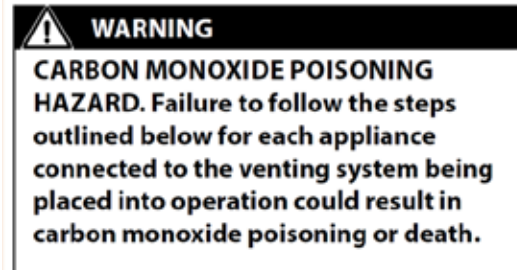 WARNING
CARBON MONOXIDE POISONING
HAZARD. Failure to follow the steps
outlined below for each appliance
connected to the venting system being
placed into operation could result in
carbon monoxide poisoning or death.